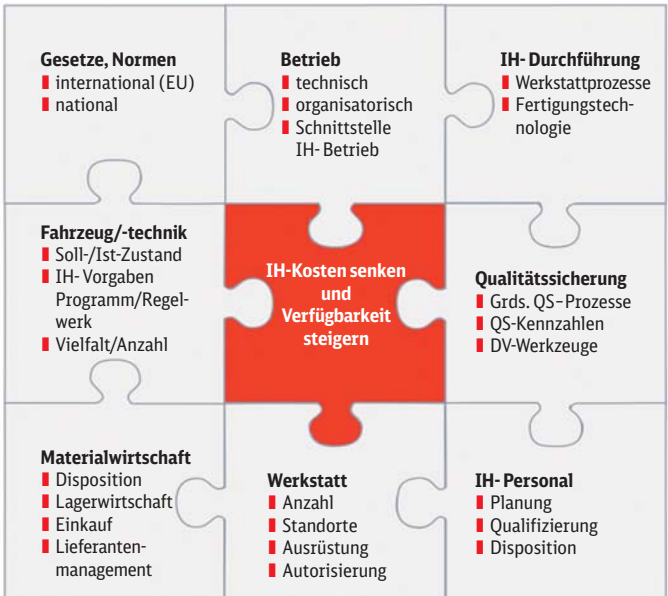 Gesetze, Normen
international (EU)
national
Betrieb
technisch
organisatorisch
Schnittstelle
IH-Betrieb
IH-Durchführung
Werkstattprozesse
Fertigungstech-
nologie
Fahrzeug/-technik
Soll-/Ist-Zustand
IH-Vorgaben
Programm/Regel-
werk
Vielfalt/Anzahl
IH-Kosten senken
und
Verfügbarkeit
steigern
Qualitätssicherung
Grds. QS-Prozesse
QS-Kennzahlen
DV-Werkzeuge
Materialwirtschaft
Disposition
Lagerwirtschaft
Einkauf
Lieferanten-
management
Werkstatt
Anzahl
Standorte
Ausrüstung
Autorisierung
IH-Personal
Planung
Qualifizierung
Disposition